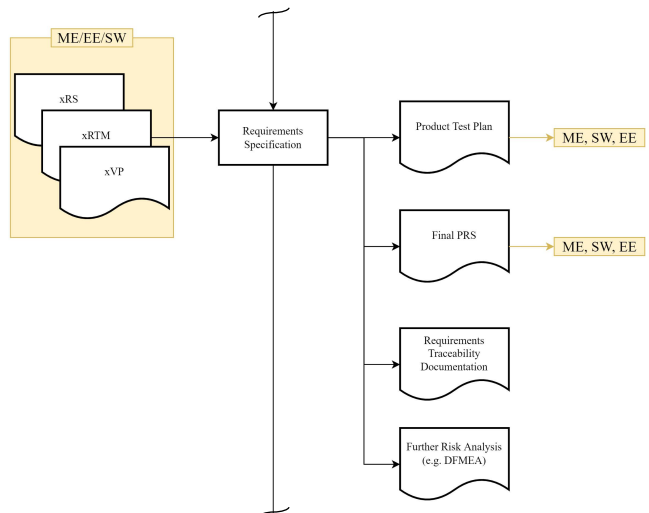 ME/EE/SW
xRS
xRTM
xVP
Requirements
Specification
Product Test Plan
ME, SW, EE
Final PRS
ME, SW, EE
Requirements
Traceability
Documentation
Further Risk Analysis
(e.g. DFMEA)